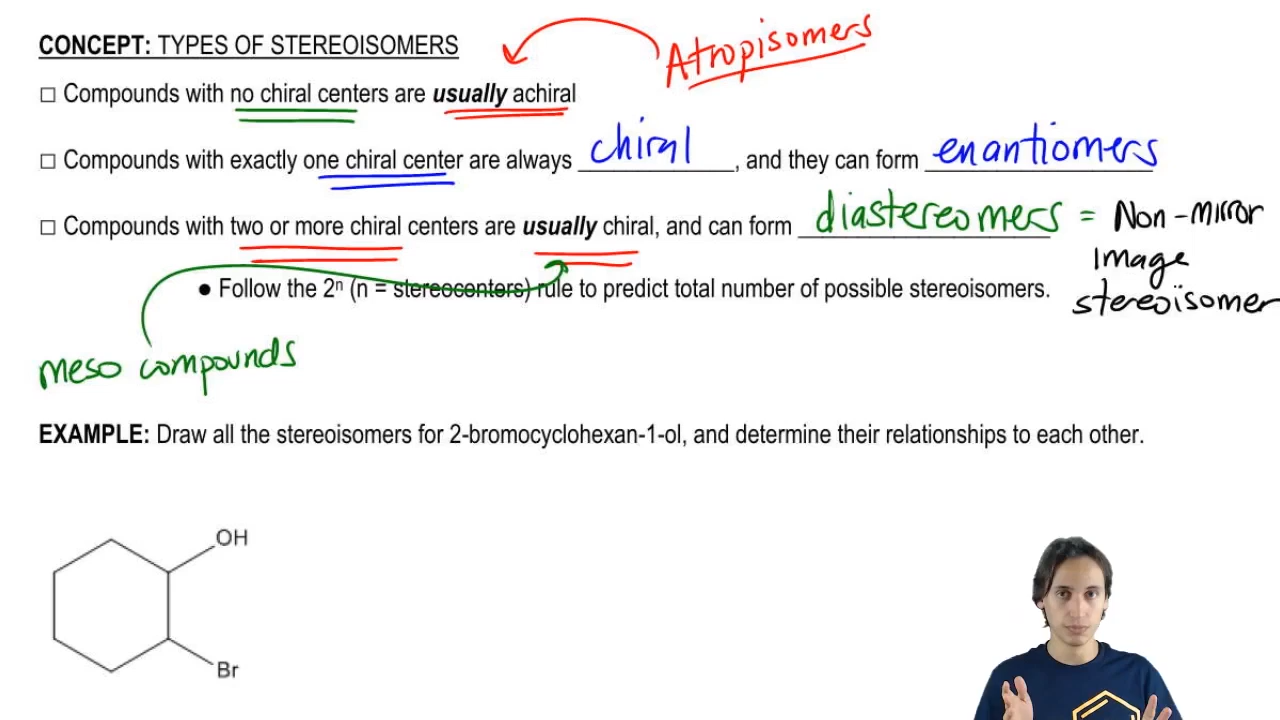 CONCEPT: TYPES OF STEREOISOMERS
Atropisomers
□ Compounds with no chiral centers are usually achiral
□ Compounds with exactly one chiral center are always chiral, and they can form enantiomers
□ Compounds with two or more chiral centers are usually chiral, and can form diastereomers = Non-mirror
Image
● Follow the 2ⁿ (n = stereocenters) rule to predict total number of possible stereoisomers.
stereoisomer
meso compounds
EXAMPLE: Draw all the stereoisomers for 2-bromocyclohexan-1-ol, and determine their relationships to each other.
OH
Br